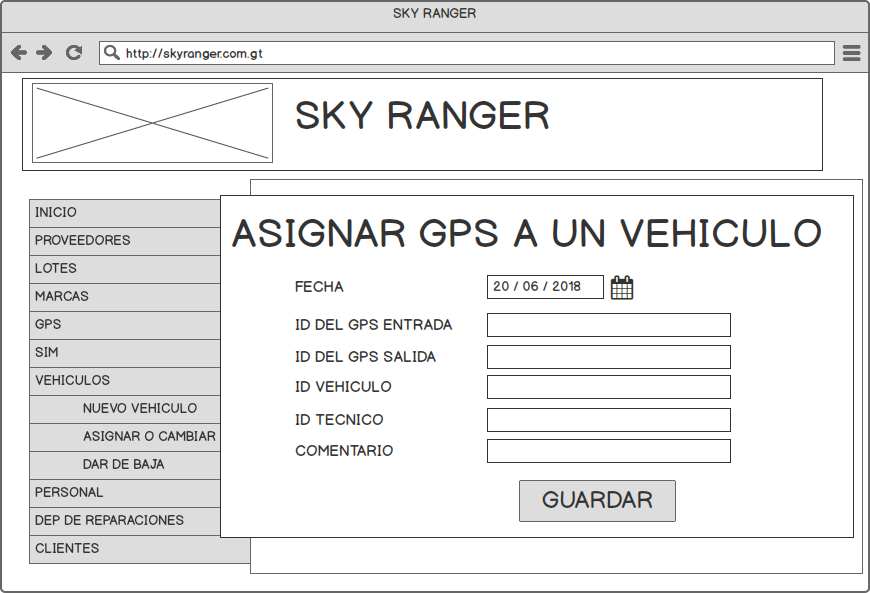 SKY RANGER
http://skyranger.com.gt
SKY RANGER
INICIO
PROVEEDORES
LOTES
MARCAS
GPS
SIM
VEHICULOS
NUEVO VEHICULO
ASIGNAR O CAMBIAR
DAR DE BAJA
PERSONAL
DEP DE REPARACIONES
CLIENTES
ASIGNAR GPS A UN VEHICULO
FECHA 20 / 06 / 2018
ID DEL GPS ENTRADA
ID DEL GPS SALIDA
ID VEHICULO
ID TECNICO
COMENTARIO
GUARDAR